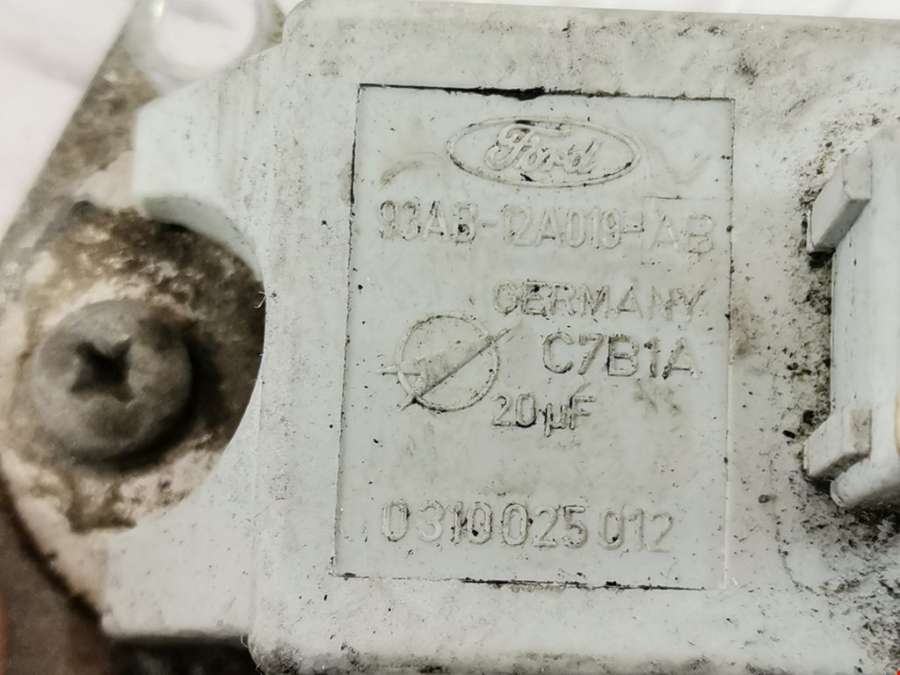 Ford
93AB-12A019-AB
GERMANY
C7B1A
20µF
0310025012